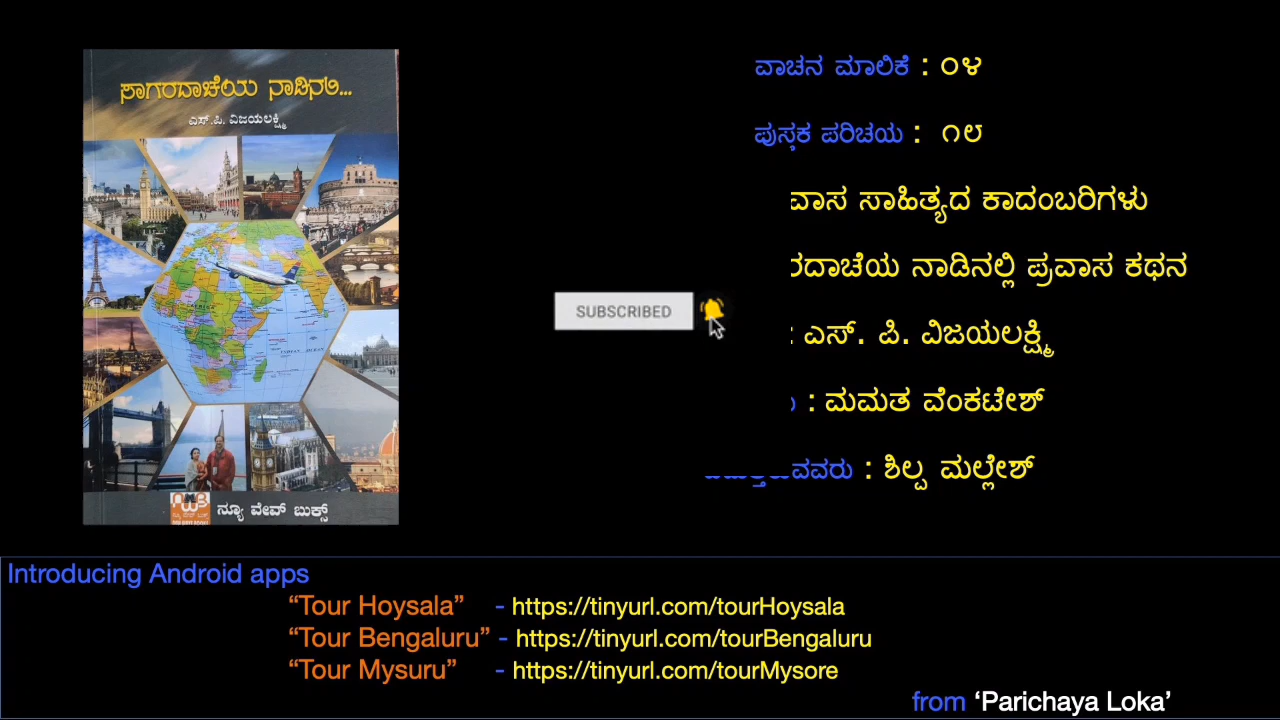 ಸಾಗರದಾಚೆಯ ನಾಡಿನಲಿ...
ಎಸ್.ಪಿ. ವಿಜಯಲಕ್ಷ್ಮಿ
ನ್ಯೂ ವೇವ್ ಬುಕ್ಸ್
ವಾಚನ ಮಾಲಿಕೆ : ೦೪
ಪುಸ್ತಕ ಪರಿಚಯ : ೧೮
ವಾಸ ಸಾಹಿತ್ಯದ ಕಾದಂಬರಿಗಳು
ರದಾಚೆಯ ನಾಡಿನಲ್ಲಿ ಪ್ರವಾಸ ಕಥನ
SUBSCRIBED
: ಎಸ್. ಪಿ. ವಿಜಯಲಕ್ಷ್ಮಿ
: ಮಮತ ವೆಂಕಟೇಶ್
: ಶಿಲ್ಪ ಮಲ್ಲೇಶ್
Introducing Android apps
“Tour Hoysala” - https://tinyurl.com/tourHoysala
“Tour Bengaluru” - https://tinyurl.com/tourBengaluru
“Tour Mysuru” - https://tinyurl.com/tourMysore
from ‘Parichaya Loka’